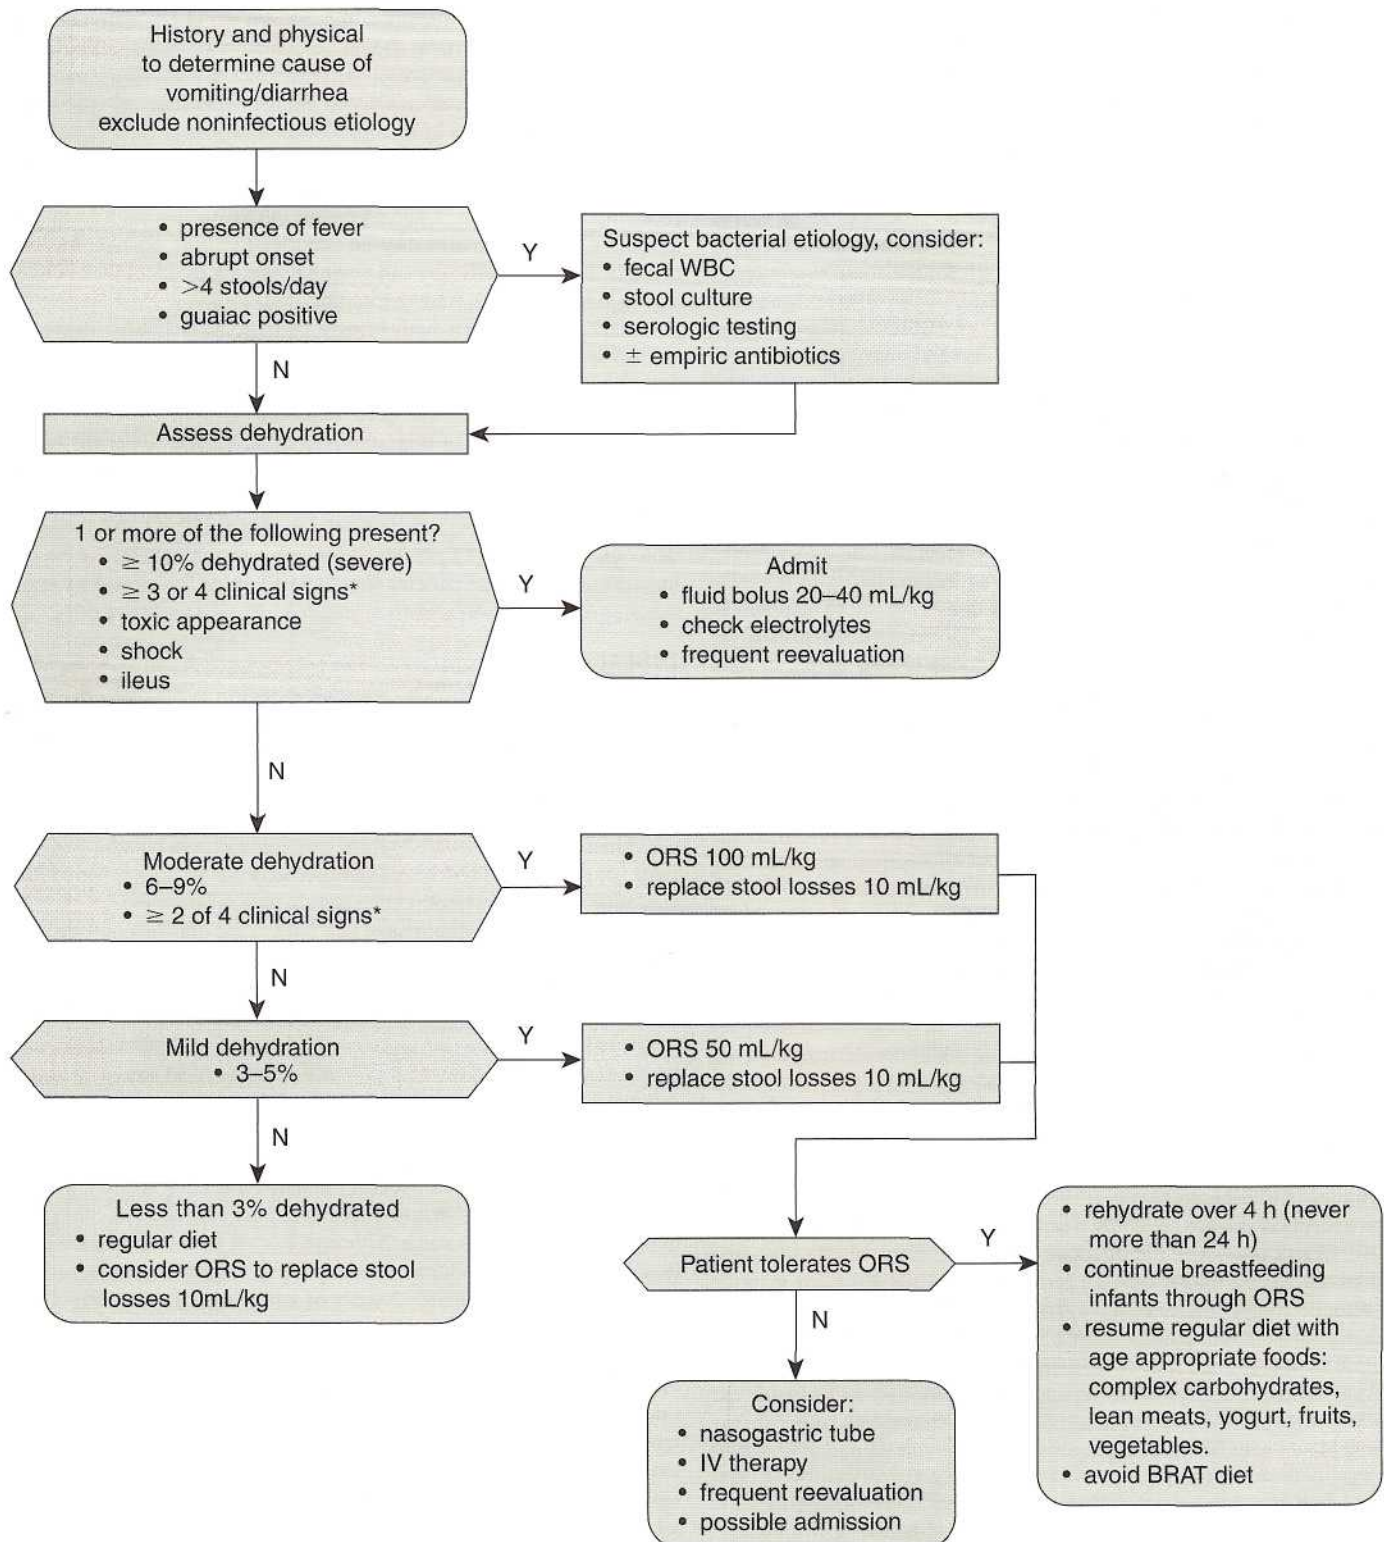 History and physical
to determine cause of
vomiting/diarrhea
exclude noninfectious etiology
• presence of fever
• abrupt onset
• >4 stools/day
• guaiac positive
Y
Suspect bacterial etiology, consider:
• fecal WBC
• stool culture
• serologic testing
• ± empiric antibiotics
N
Assess dehydration
1 or more of the following present?
• ≥ 10% dehydrated (severe)
• ≥ 3 or 4 clinical signs*
• toxic appearance
• shock
• ileus
Y
Admit
• fluid bolus 20–40 mL/kg
• check electrolytes
• frequent reevaluation
N
Moderate dehydration
• 6–9%
• ≥ 2 of 4 clinical signs*
Y
• ORS 100 mL/kg
• replace stool losses 10 mL/kg
N
Mild dehydration
• 3–5%
Y
• ORS 50 mL/kg
• replace stool losses 10 mL/kg
N
Less than 3% dehydrated
• regular diet
• consider ORS to replace stool
losses 10mL/kg
Patient tolerates ORS
Y
• rehydrate over 4 h (never
more than 24 h)
• continue breastfeeding
infants through ORS
• resume regular diet with
age appropriate foods:
complex carbohydrates,
lean meats, yogurt, fruits,
vegetables.
• avoid BRAT diet
N
Consider:
• nasogastric tube
• IV therapy
• frequent reevaluation
• possible admission